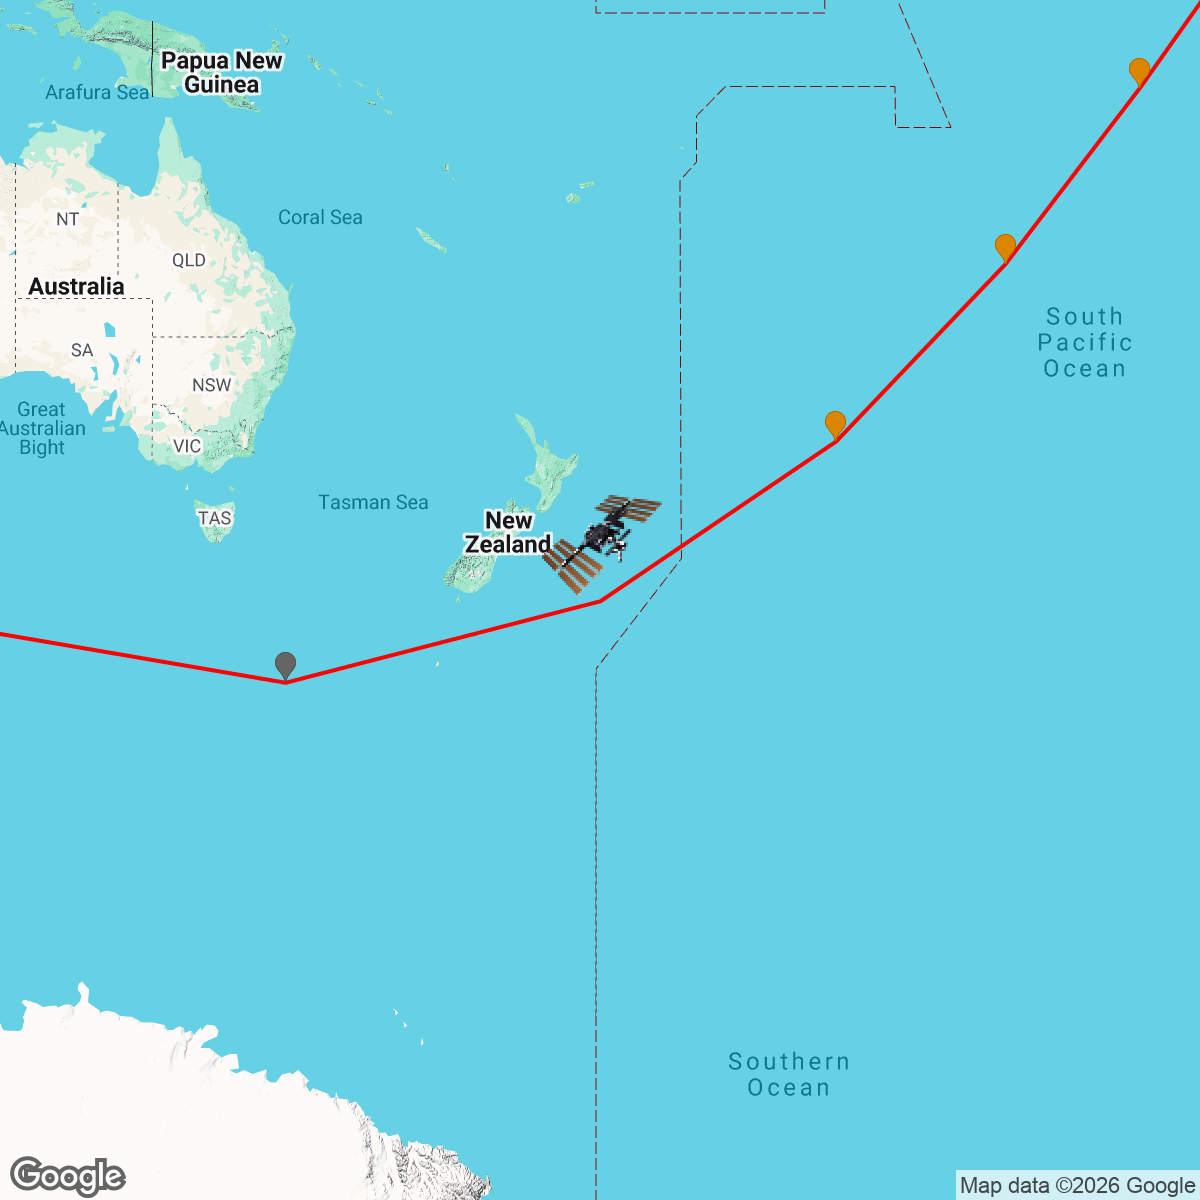 Papua New
Guinea
Arafura Sea
NT
Coral Sea
QLD
Australia
South
Pacific
Ocean
SA
NSW
Great
Australian
Bight
VIC
Tasman Sea
TAS
New
Zealand
Southern
Ocean
Google
Map data ©2026 Google